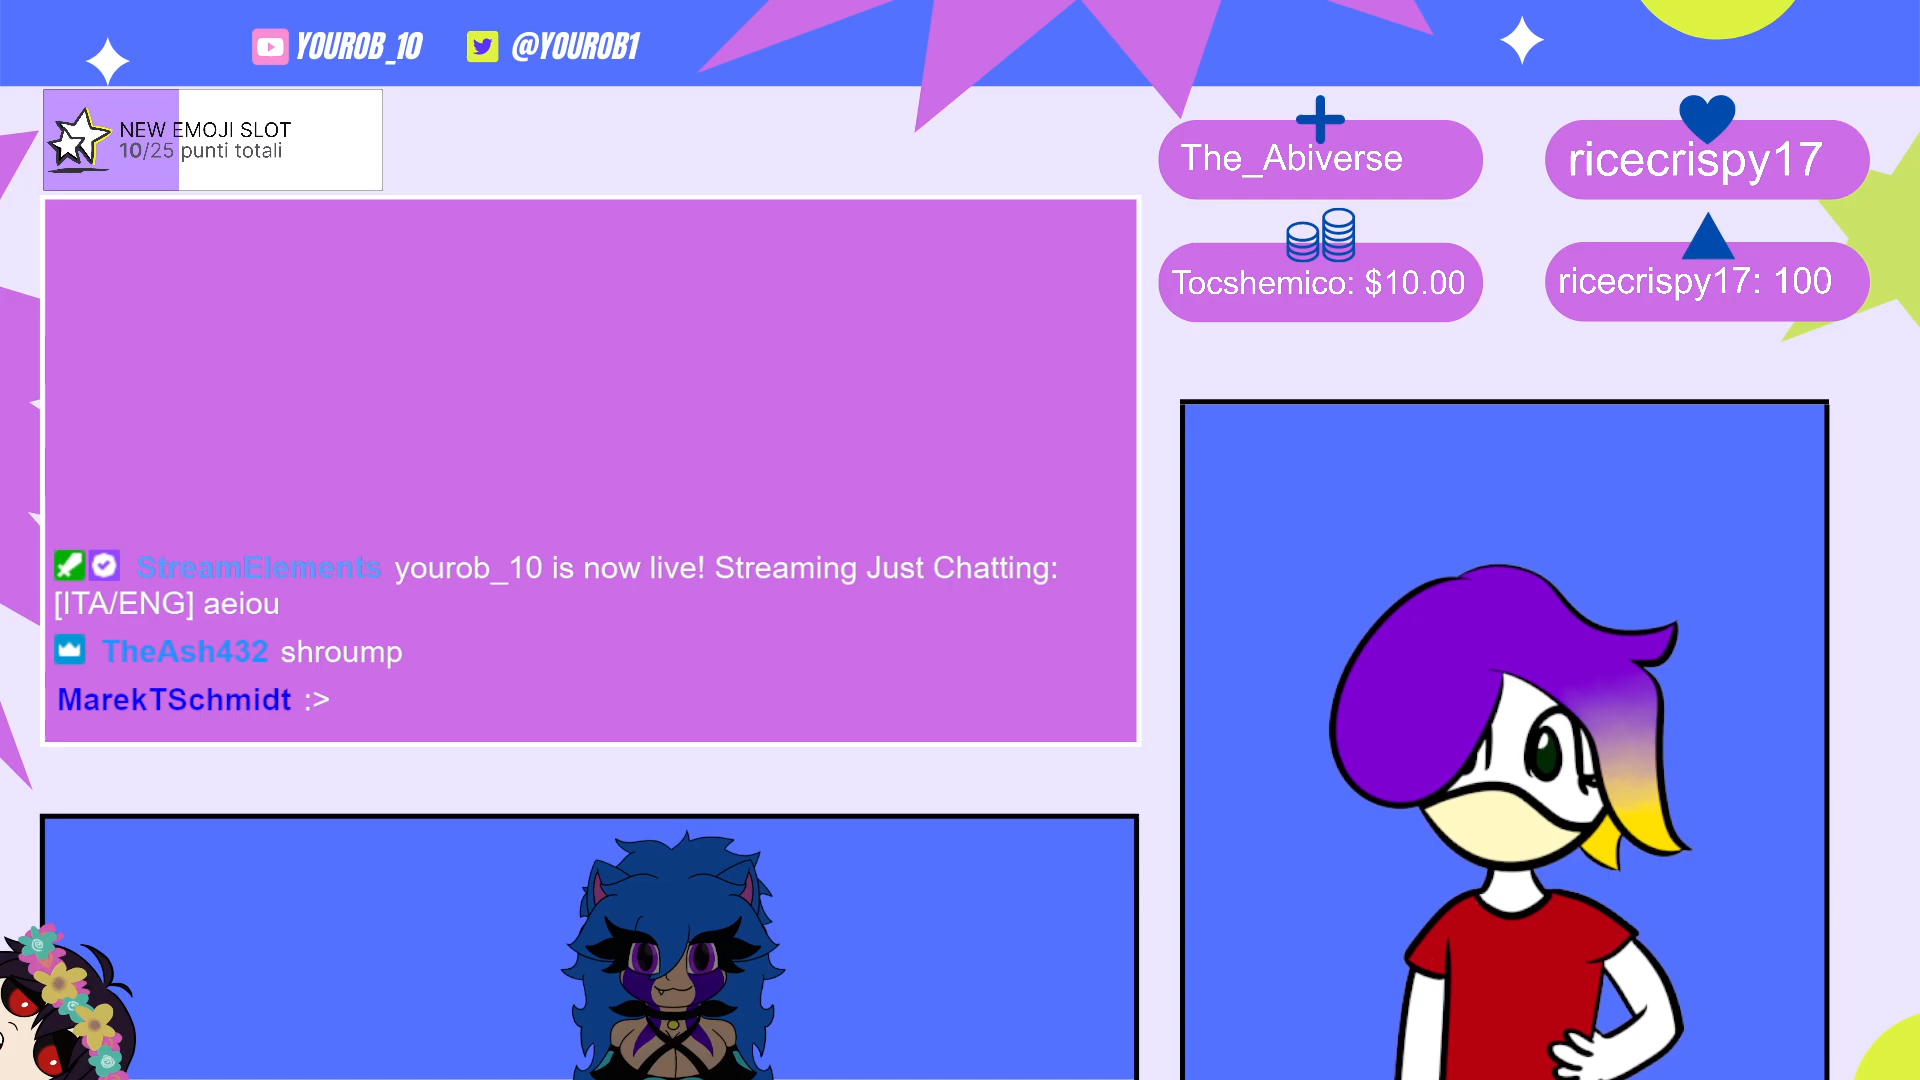 YOUROB_10 @YOUROB1
NEW EMOJI SLOT
10/25 punti totali
The_Abiverse
ricecrispy17
Tocshemico: $10.00
ricecrispy17: 100
StreamElements yourob_10 is now live! Streaming Just Chatting:
[ITA/ENG] aeiou
TheAsh432 shroump
MarekTSchmidt :>